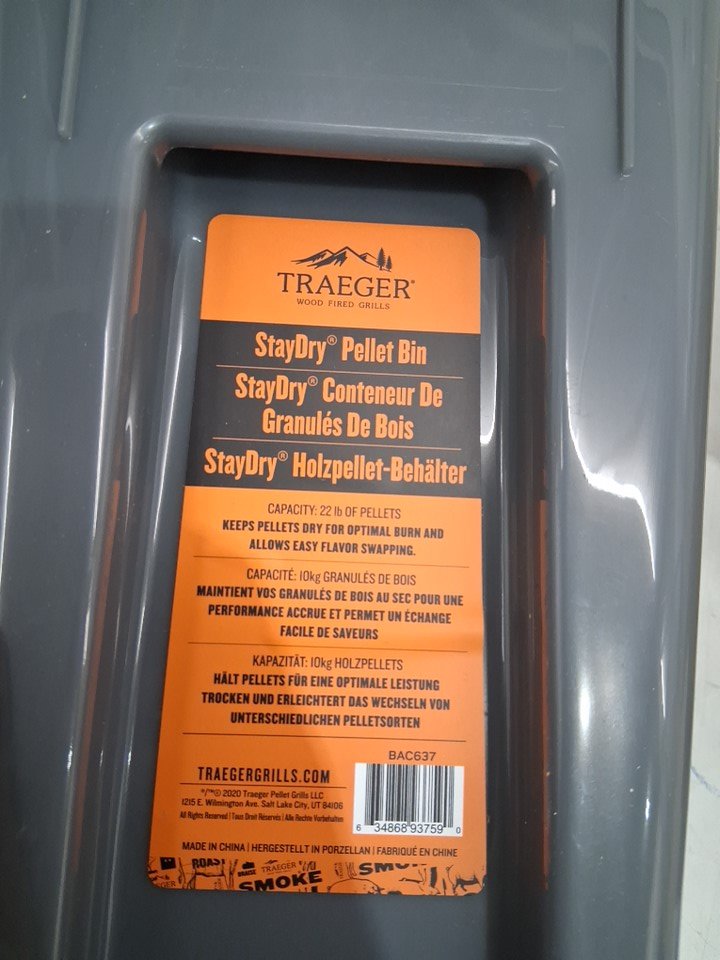 TRAEGER®
WOOD FIRED GRILLS
StayDry® Pellet Bin
StayDry® Conteneur De
Granulés De Bois
StayDry® Holzpellet-Behälter
CAPACITY: 22 lb OF PELLETS
KEEPS PELLETS DRY FOR OPTIMAL BURN AND
ALLOWS EASY FLAVOR SWAPPING.
CAPACITÉ: 10kg GRANULÉS DE BOIS
MAINTIENT VOS GRANULÉS DE BOIS AU SEC POUR UNE
PERFORMANCE ACCRUE ET PERMET UN ÉCHANGE
FACILE DE SAVEURS
KAPAZITÄT: 10kg HOLZPELLETS
HÄLT PELLETS FÜR EINE OPTIMALE LEISTUNG
TROCKEN UND ERLEICHTERT DAS WECHSELN VON
UNTERSCHIEDLICHEN PELLETSORTEN
BAC637
TRAEGERGRILLS.COM
®/™© 2020 Traeger Pellet Grills LLC
1215 E. Wilmington Ave. Salt Lake City, UT 84106
All Rights Reserved | Tous Droit Réservés | Alle Rechte Vorbehalten
6 34868 93759 0
MADE IN CHINA | HERGESTELLT IN PORZELLAN | FABRIQUÉ EN CHINE
ROAST
BRAISE TRAEGER
SMOKE